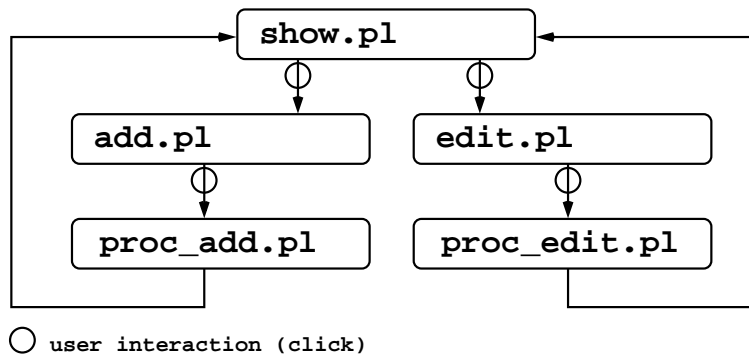 show.pl
add.pl
edit.pl
proc_add.pl
proc_edit.pl
user interaction (click)